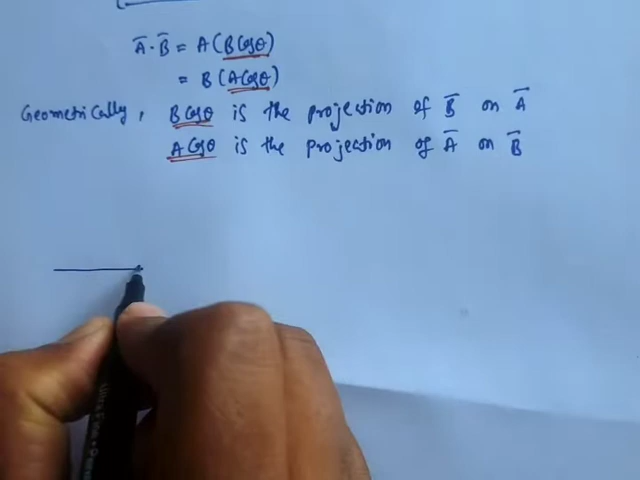 A̅ · B̅ = A (B Cosθ)
= B (A Cosθ)
Geometrically, B Cosθ is the projection of B̅ on A̅
A Cosθ is the projection of A̅ on B̅